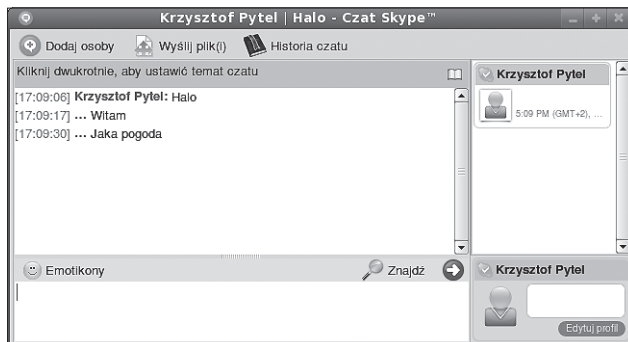 Krzysztof Pytel | Halo - Czat Skype™
Dodaj osoby Wyślij plik(i) Historia czatu
Kliknij dwukrotnie, aby ustawić temat czatu
[17:09:06] Krzysztof Pytel: Halo
[17:09:17] ... Witam
[17:09:30] ... Jaka pogoda
Krzysztof Pytel
5:09 PM (GMT+2), ...
Emotikony Znajdź
Krzysztof Pytel
Edytuj profil